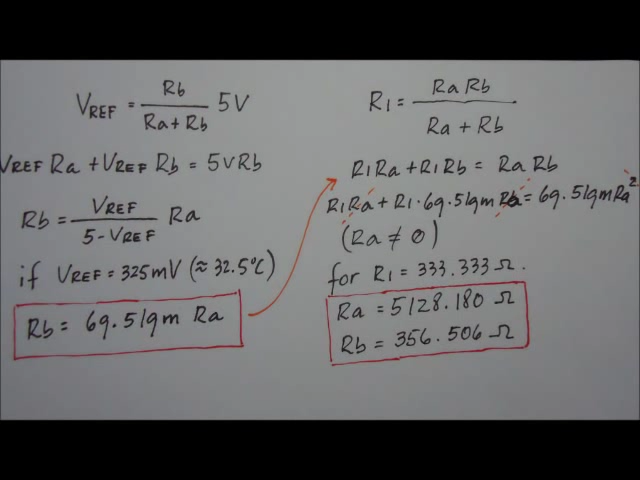 VREF = Rb / (Ra + Rb) 5V
VREF Ra + VREF Rb = 5V Rb
Rb = VREF / (5 - VREF) Ra
if VREF = 325mV (≈ 32.5°C)
Rb = 69.519m Ra
R1 = Ra Rb / (Ra + Rb)
R1Ra + R1Rb = Ra Rb
R1Ra + R1·69.519m Ra = 69.519m Ra²
(Ra ≠ 0)
for R1 = 333.333 Ω.
Ra = 5128.180 Ω
Rb = 356.506 Ω